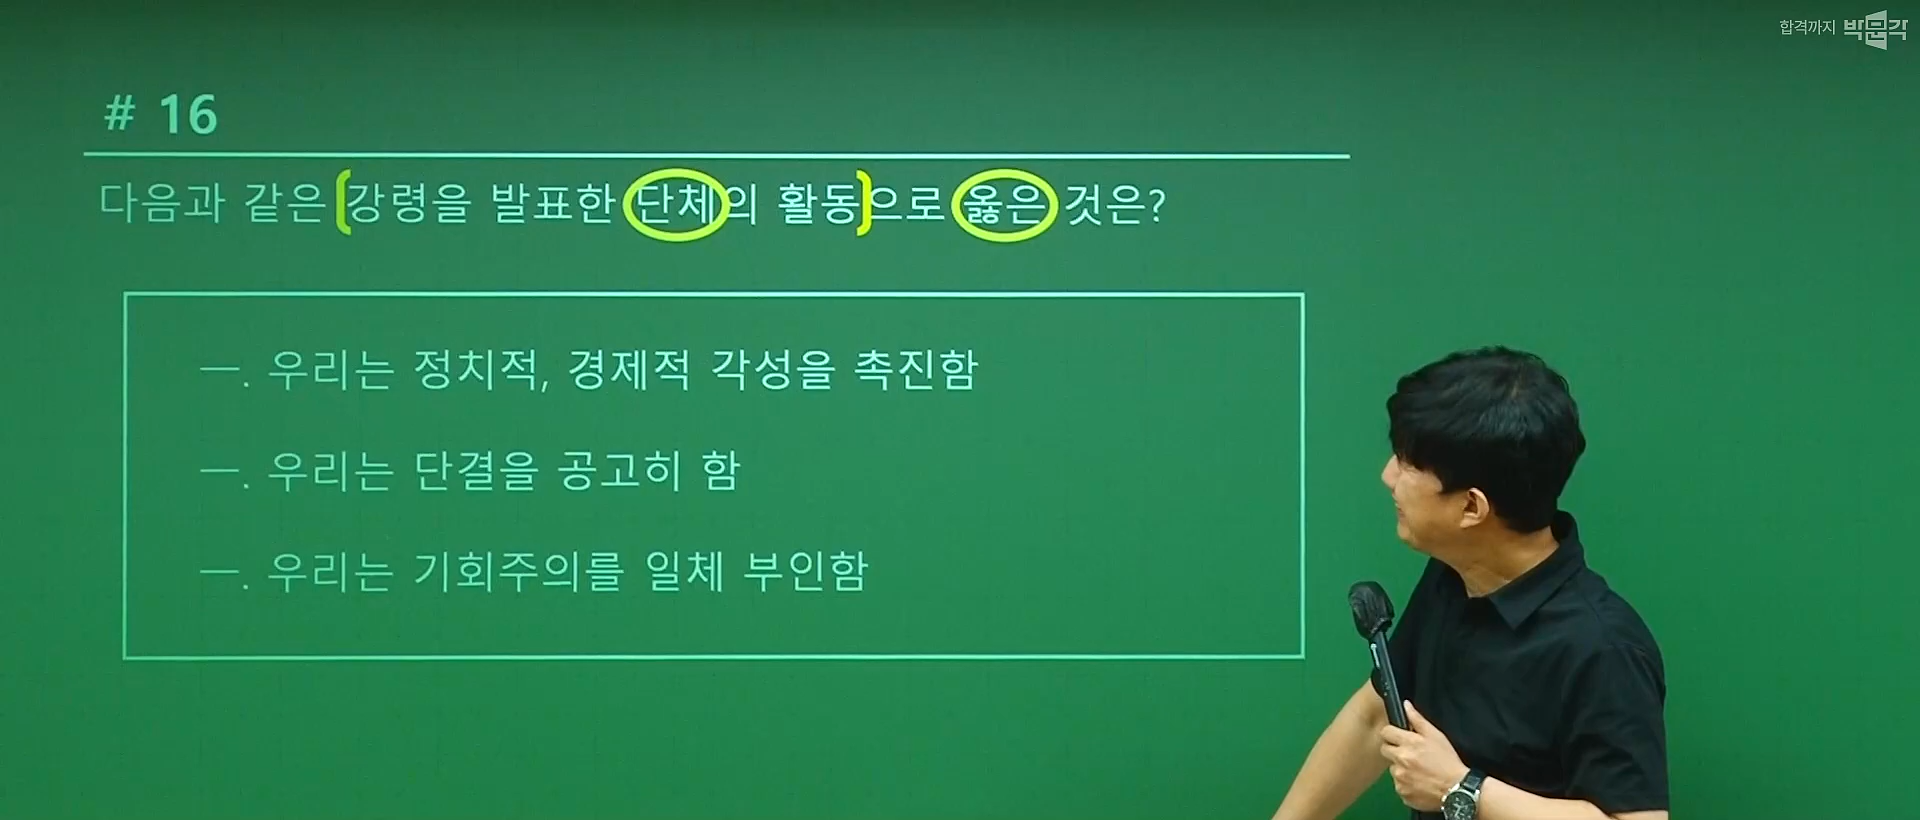 합격까지 박문각
# 16
다음과 같은 강령을 발표한 단체의 활동으로 옳은 것은?
一. 우리는 정치적, 경제적 각성을 촉진함
一. 우리는 단결을 공고히 함
一. 우리는 기회주의를 일체 부인함